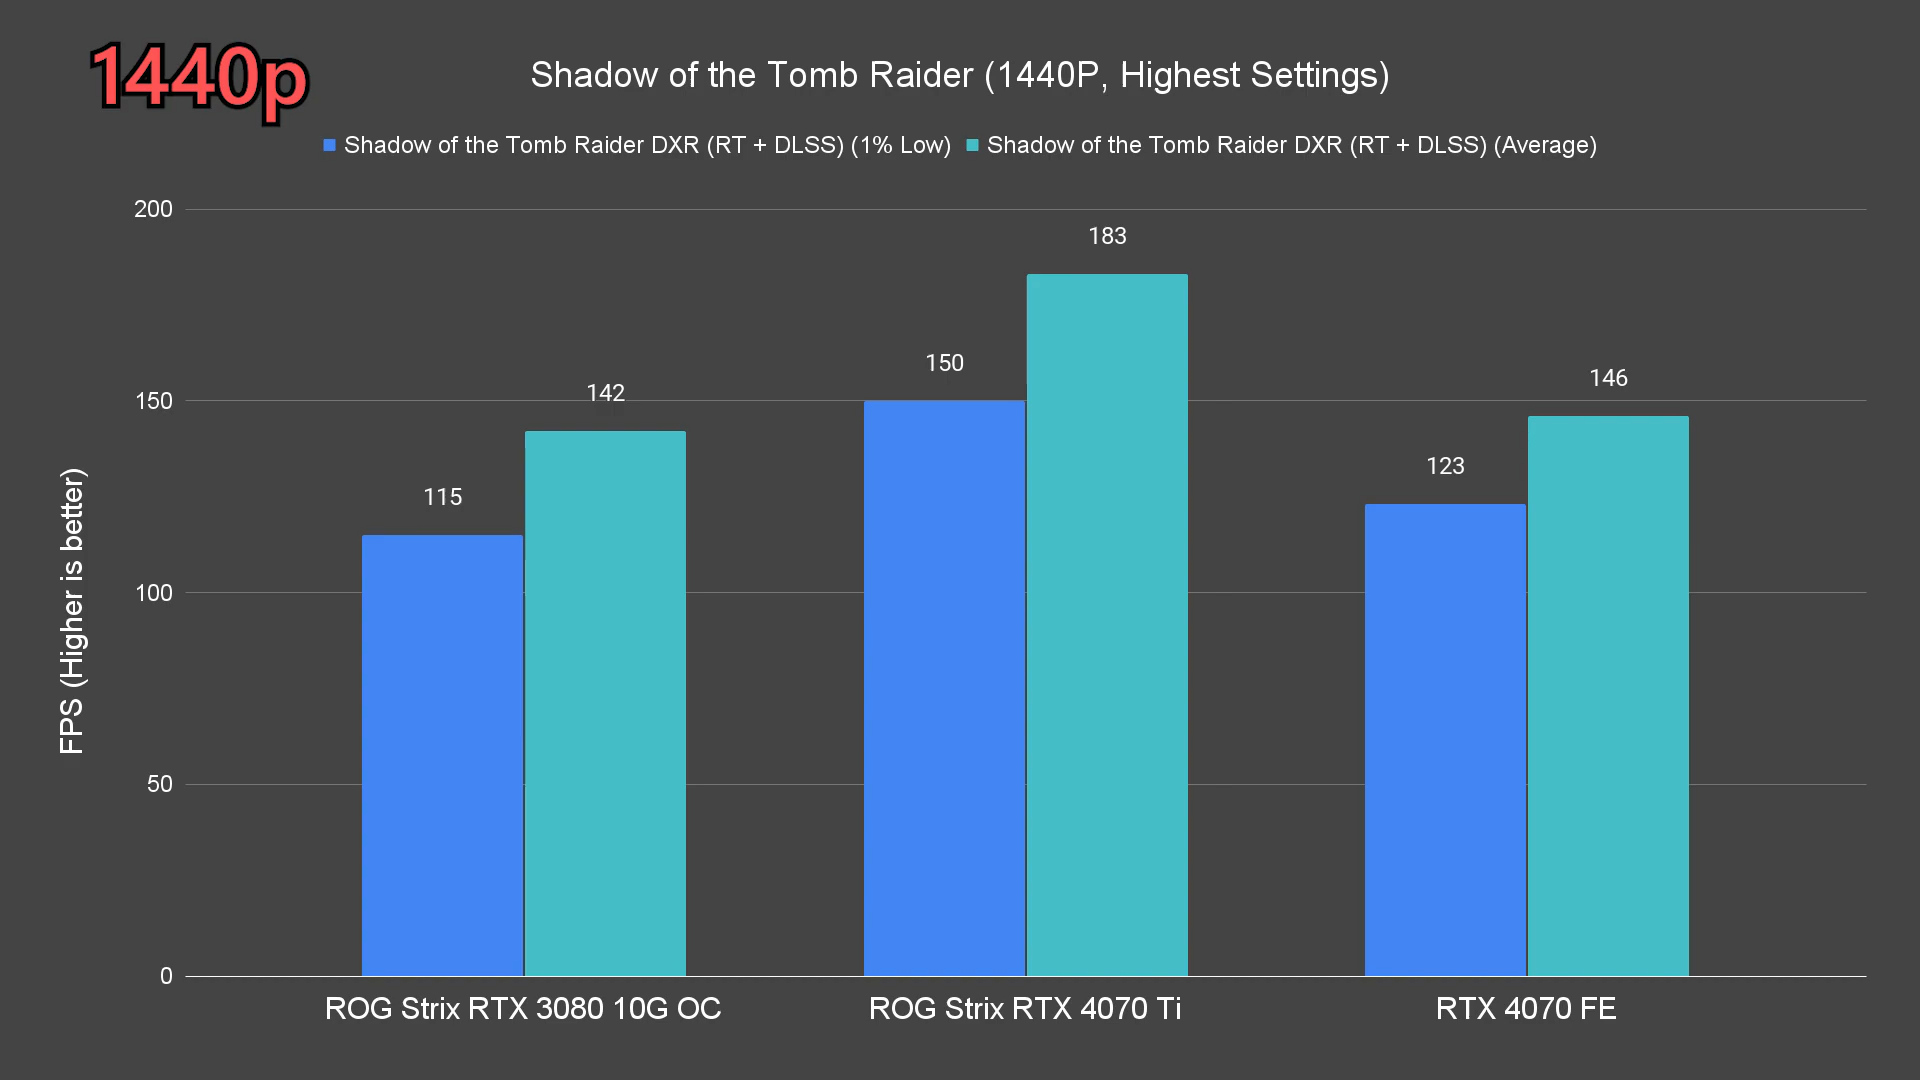 1440p
Shadow of the Tomb Raider (1440P, Highest Settings)
Shadow of the Tomb Raider DXR (RT + DLSS) (1% Low) Shadow of the Tomb Raider DXR (RT + DLSS) (Average)
FPS (Higher is better)
200
150
100
50
0
115
142
150
183
123
146
ROG Strix RTX 3080 10G OC
ROG Strix RTX 4070 Ti
RTX 4070 FE